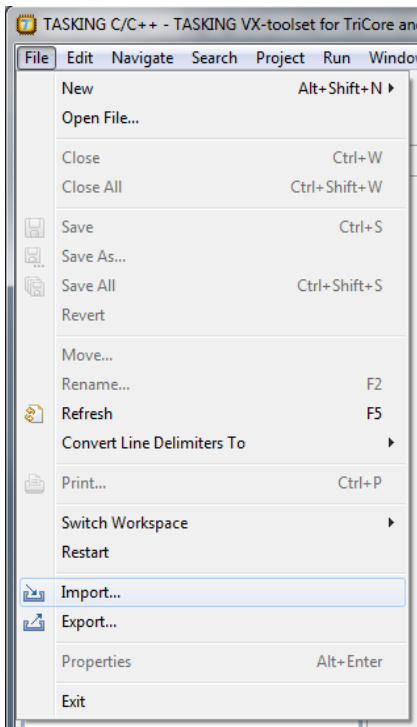 TASKING C/C++ - TASKING VX-toolset for TriCore and
File Edit Navigate Search Project Run Window
New Alt+Shift+N
Open File...
Close Ctrl+W
Close All Ctrl+Shift+W
Save Ctrl+S
Save As...
Save All Ctrl+Shift+S
Revert
Move...
Rename... F2
Refresh F5
Convert Line Delimiters To
Print... Ctrl+P
Switch Workspace
Restart
Import...
Export...
Properties Alt+Enter
Exit